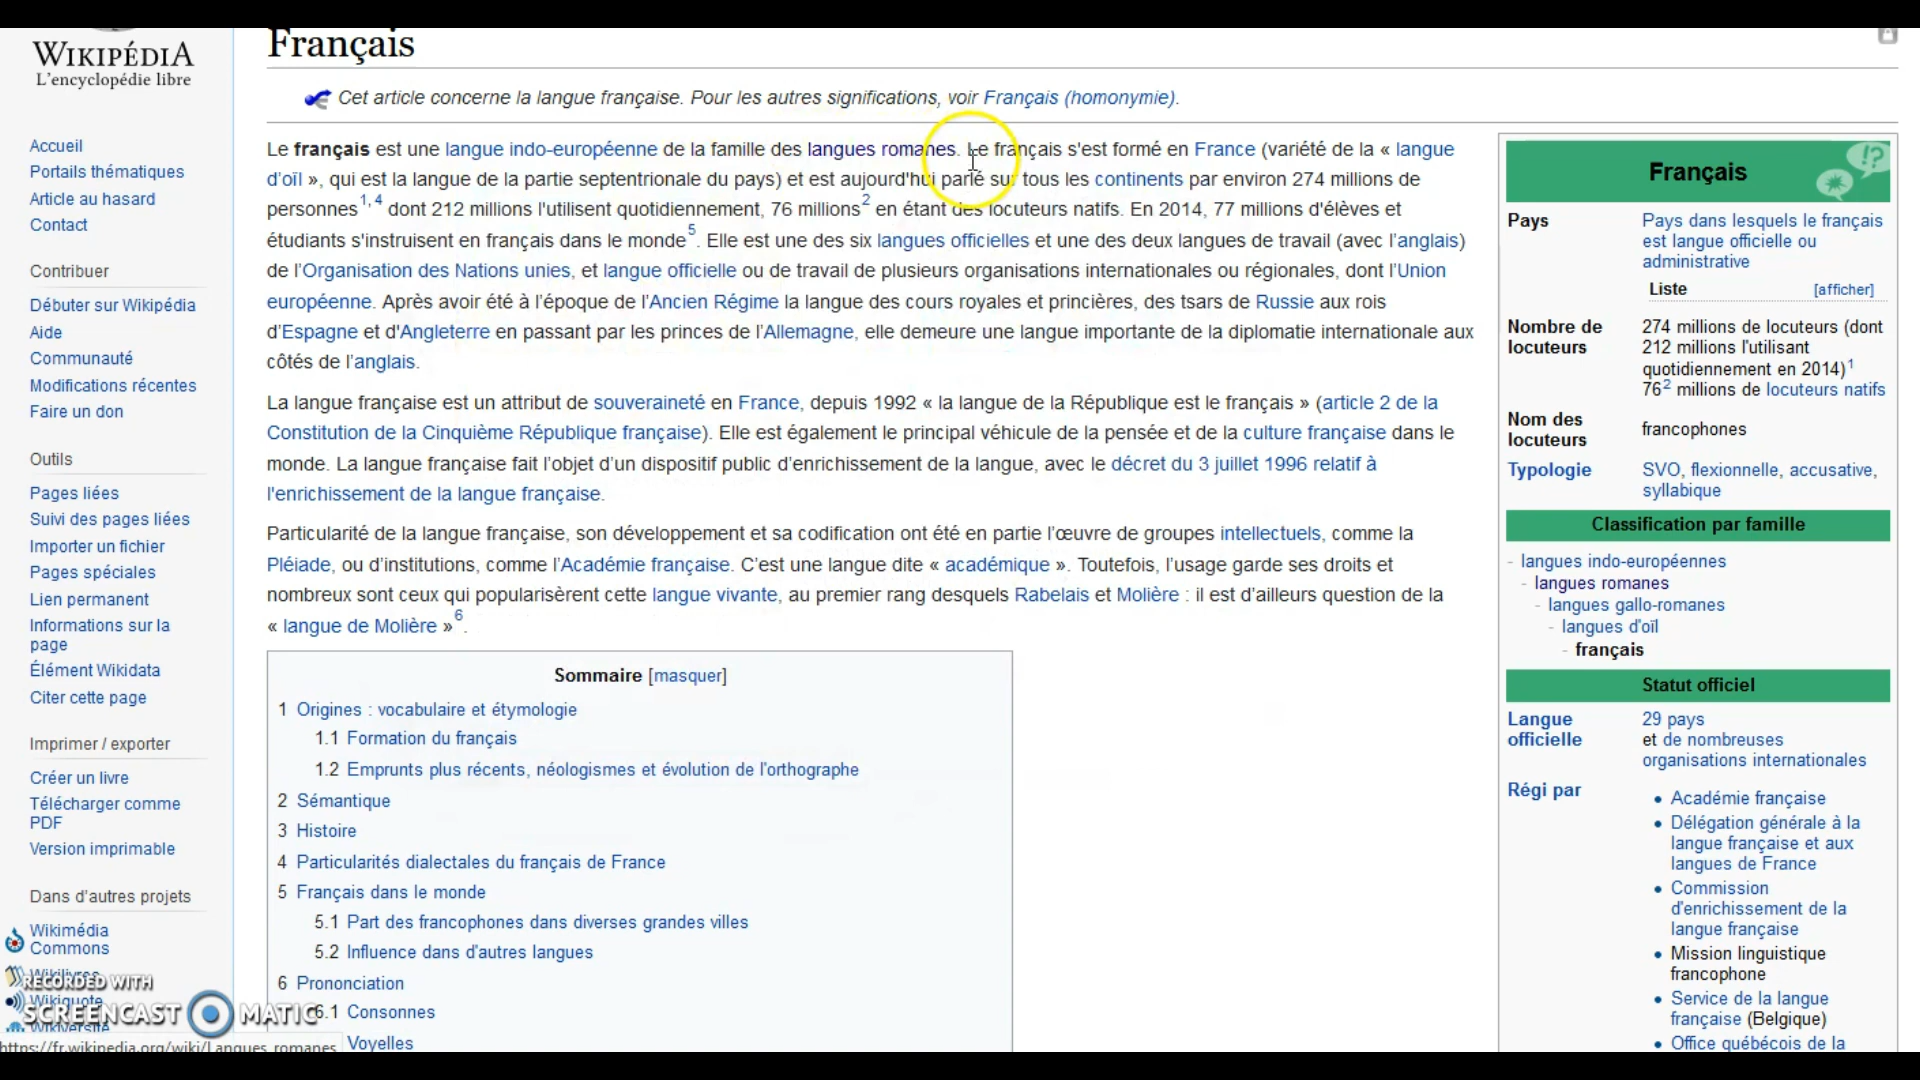 WIKIPÉDIA
L'encyclopédie libre
Accueil
Portails thématiques
Article au hasard
Contact
Contribuer
Débuter sur Wikipédia
Aide
Communauté
Modifications récentes
Faire un don
Outils
Pages liées
Suivi des pages liées
Importer un fichier
Pages spéciales
Lien permanent
Informations sur la
page
Élément Wikidata
Citer cette page
Imprimer / exporter
Créer un livre
Télécharger comme
PDF
Version imprimable
Dans d'autres projets
Wikimédia
Commons
Wikilivres
Wikiquote
Wikiversité
RECORDED WITH
SCREENCAST MATIC
https://fr.wikipedia.org/wiki/Langues_romanes
Français
Cet article concerne la langue française. Pour les autres significations, voir Français (homonymie).
Le français est une langue indo-européenne de la famille des langues romanes. Le français s'est formé en France (variété de la « langue
d'oïl », qui est la langue de la partie septentrionale du pays) et est aujourd'hui parlé sur tous les continents par environ 274 millions de
personnes1, 4 dont 212 millions l'utilisent quotidiennement, 76 millions2 en étant des locuteurs natifs. En 2014, 77 millions d'élèves et
étudiants s'instruisent en français dans le monde5. Elle est une des six langues officielles et une des deux langues de travail (avec l'anglais)
de l'Organisation des Nations unies, et langue officielle ou de travail de plusieurs organisations internationales ou régionales, dont l'Union
européenne. Après avoir été à l'époque de l'Ancien Régime la langue des cours royales et princières, des tsars de Russie aux rois
d'Espagne et d'Angleterre en passant par les princes de l'Allemagne, elle demeure une langue importante de la diplomatie internationale aux
côtés de l'anglais.
La langue française est un attribut de souveraineté en France, depuis 1992 « la langue de la République est le français » (article 2 de la
Constitution de la Cinquième République française). Elle est également le principal véhicule de la pensée et de la culture française dans le
monde. La langue française fait l'objet d'un dispositif public d'enrichissement de la langue, avec le décret du 3 juillet 1996 relatif à
l'enrichissement de la langue française.
Particularité de la langue française, son développement et sa codification ont été en partie l'œuvre de groupes intellectuels, comme la
Pléiade, ou d'institutions, comme l'Académie française. C'est une langue dite « académique ». Toutefois, l'usage garde ses droits et
nombreux sont ceux qui popularisèrent cette langue vivante, au premier rang desquels Rabelais et Molière : il est d'ailleurs question de la
« langue de Molière »6.
Sommaire [masquer]
1 Origines : vocabulaire et étymologie
1.1 Formation du français
1.2 Emprunts plus récents, néologismes et évolution de l'orthographe
2 Sémantique
3 Histoire
4 Particularités dialectales du français de France
5 Français dans le monde
5.1 Part des francophones dans diverses grandes villes
5.2 Influence dans d'autres langues
6 Prononciation
6.1 Consonnes
Voyelles
Français
Pays
Pays dans lesquels le français
est langue officielle ou
administrative
Liste [afficher]
Nombre de
locuteurs
274 millions de locuteurs (dont
212 millions l'utilisant
quotidiennement en 2014)1
762 millions de locuteurs natifs
Nom des
locuteurs
francophones
Typologie
SVO, flexionnelle, accusative,
syllabique
Classification par famille
- langues indo-européennes
- langues romanes
- langues gallo-romanes
- langues d'oïl
- français
Statut officiel
Langue
officielle
29 pays
et de nombreuses
organisations internationales
Régi par
• Académie française
• Délégation générale à la
langue française et aux
langues de France
• Commission
d'enrichissement de la
langue française
• Mission linguistique
francophone
• Service de la langue
française (Belgique)
• Office québécois de la